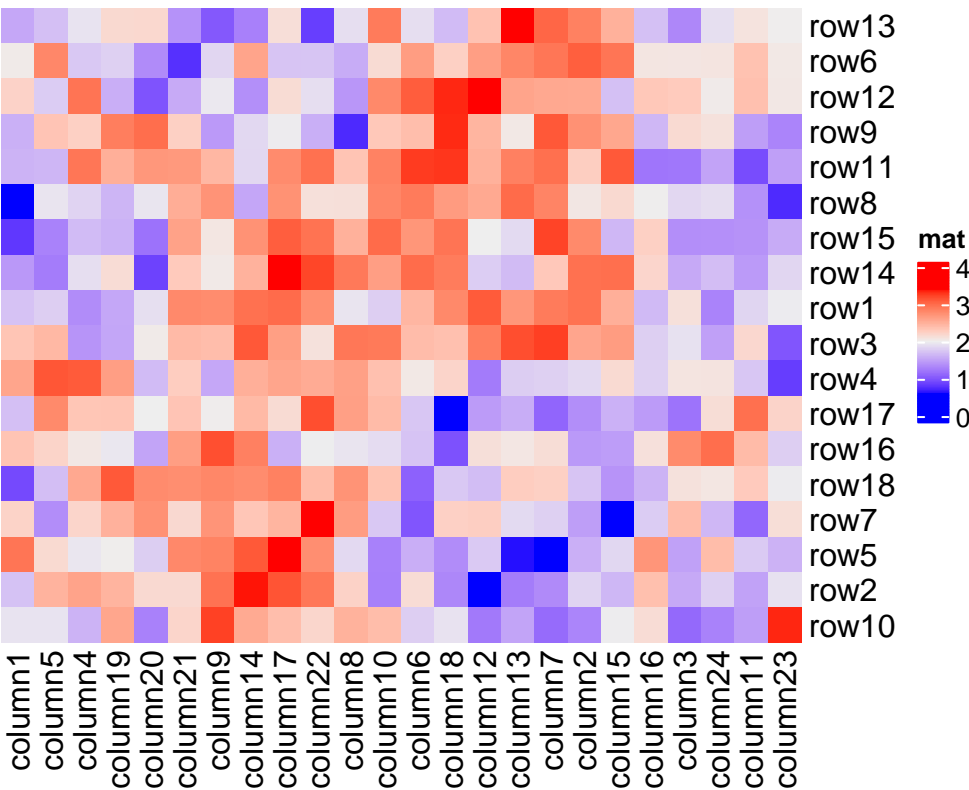 row13
row6
row12
row9
row11
row8
row15
row14
row1
row3
row4
row17
row16
row18
row7
row5
row2
row10
mat
4
3
2
1
0
column1
column5
column4
column19
column20
column21
column9
column14
column17
column22
column8
column10
column6
column18
column12
column13
column7
column2
column15
column16
column3
column24
column11
column23